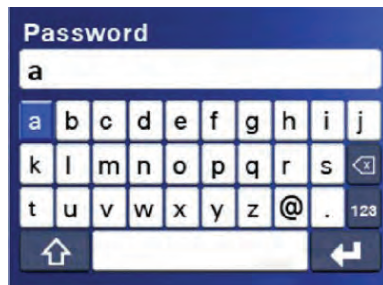 Password
a
a b c d e f g h i j
k l m n o p q r s
t u v w x y z @ . 123